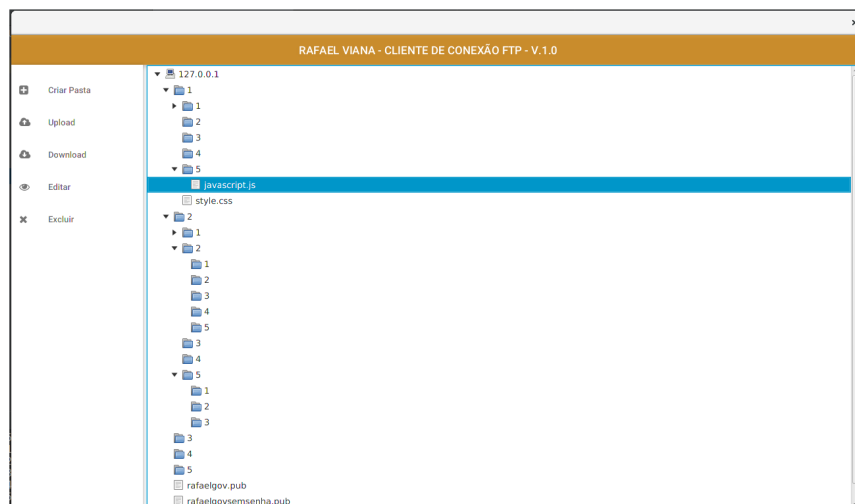 ×
RAFAEL VIANA - CLIENTE DE CONEXÃO FTP - V.1.0
Criar Pasta
Upload
Download
Editar
Excluir
127.0.0.1
1
1
2
3
4
5
javascript.js
style.css
2
1
2
1
2
3
4
5
3
4
5
1
2
3
3
4
5
rafaelgov.pub
rafaelgovsemsenha.pub